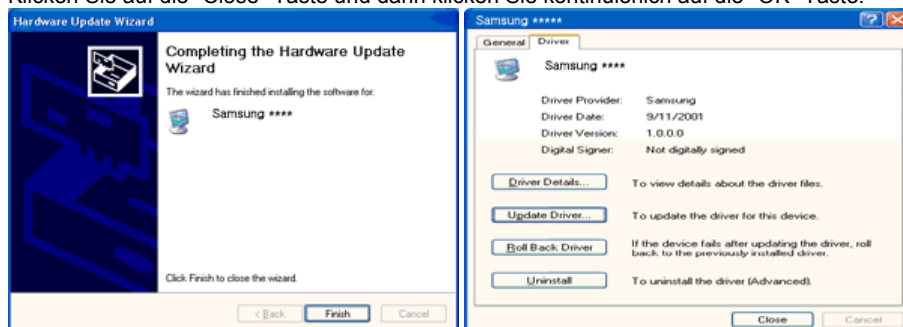 Klicken Sie auf die "Close"-Taste und dann klicken Sie kontinuierlich auf die "OK"-Taste.
Hardware Update Wizard
Completing the Hardware Update
Wizard
The wizard has finished installing the software for:
Samsung ****
Click Finish to close the wizard.
< Back
Finish
Cancel
Samsung *****
General
Driver
Samsung ****
Driver Provider: Samsung
Driver Date: 9/11/2001
Driver Version: 1.0.0.0
Digital Signer: Not digitally signed
Driver Details... To view details about the driver files.
Update Driver... To update the driver for this device.
Roll Back Driver If the device fails after updating the driver, roll
back to the previously installed driver.
Uninstall To uninstall the driver (Advanced).
Close
Cancel